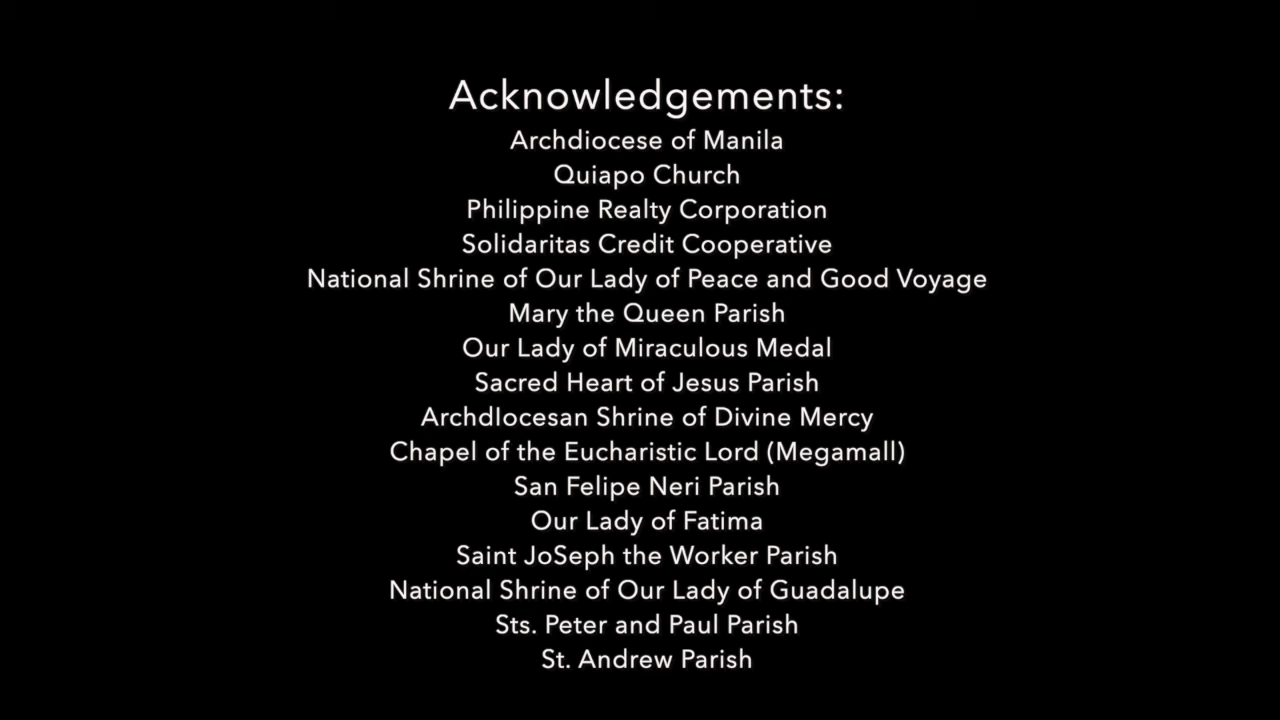 Acknowledgements:
Archdiocese of Manila
Quiapo Church
Philippine Realty Corporation
Solidaritas Credit Cooperative
National Shrine of Our Lady of Peace and Good Voyage
Mary the Queen Parish
Our Lady of Miraculous Medal
Sacred Heart of Jesus Parish
ArchdIocesan Shrine of Divine Mercy
Chapel of the Eucharistic Lord (Megamall)
San Felipe Neri Parish
Our Lady of Fatima
Saint JoSeph the Worker Parish
National Shrine of Our Lady of Guadalupe
Sts. Peter and Paul Parish
St. Andrew Parish